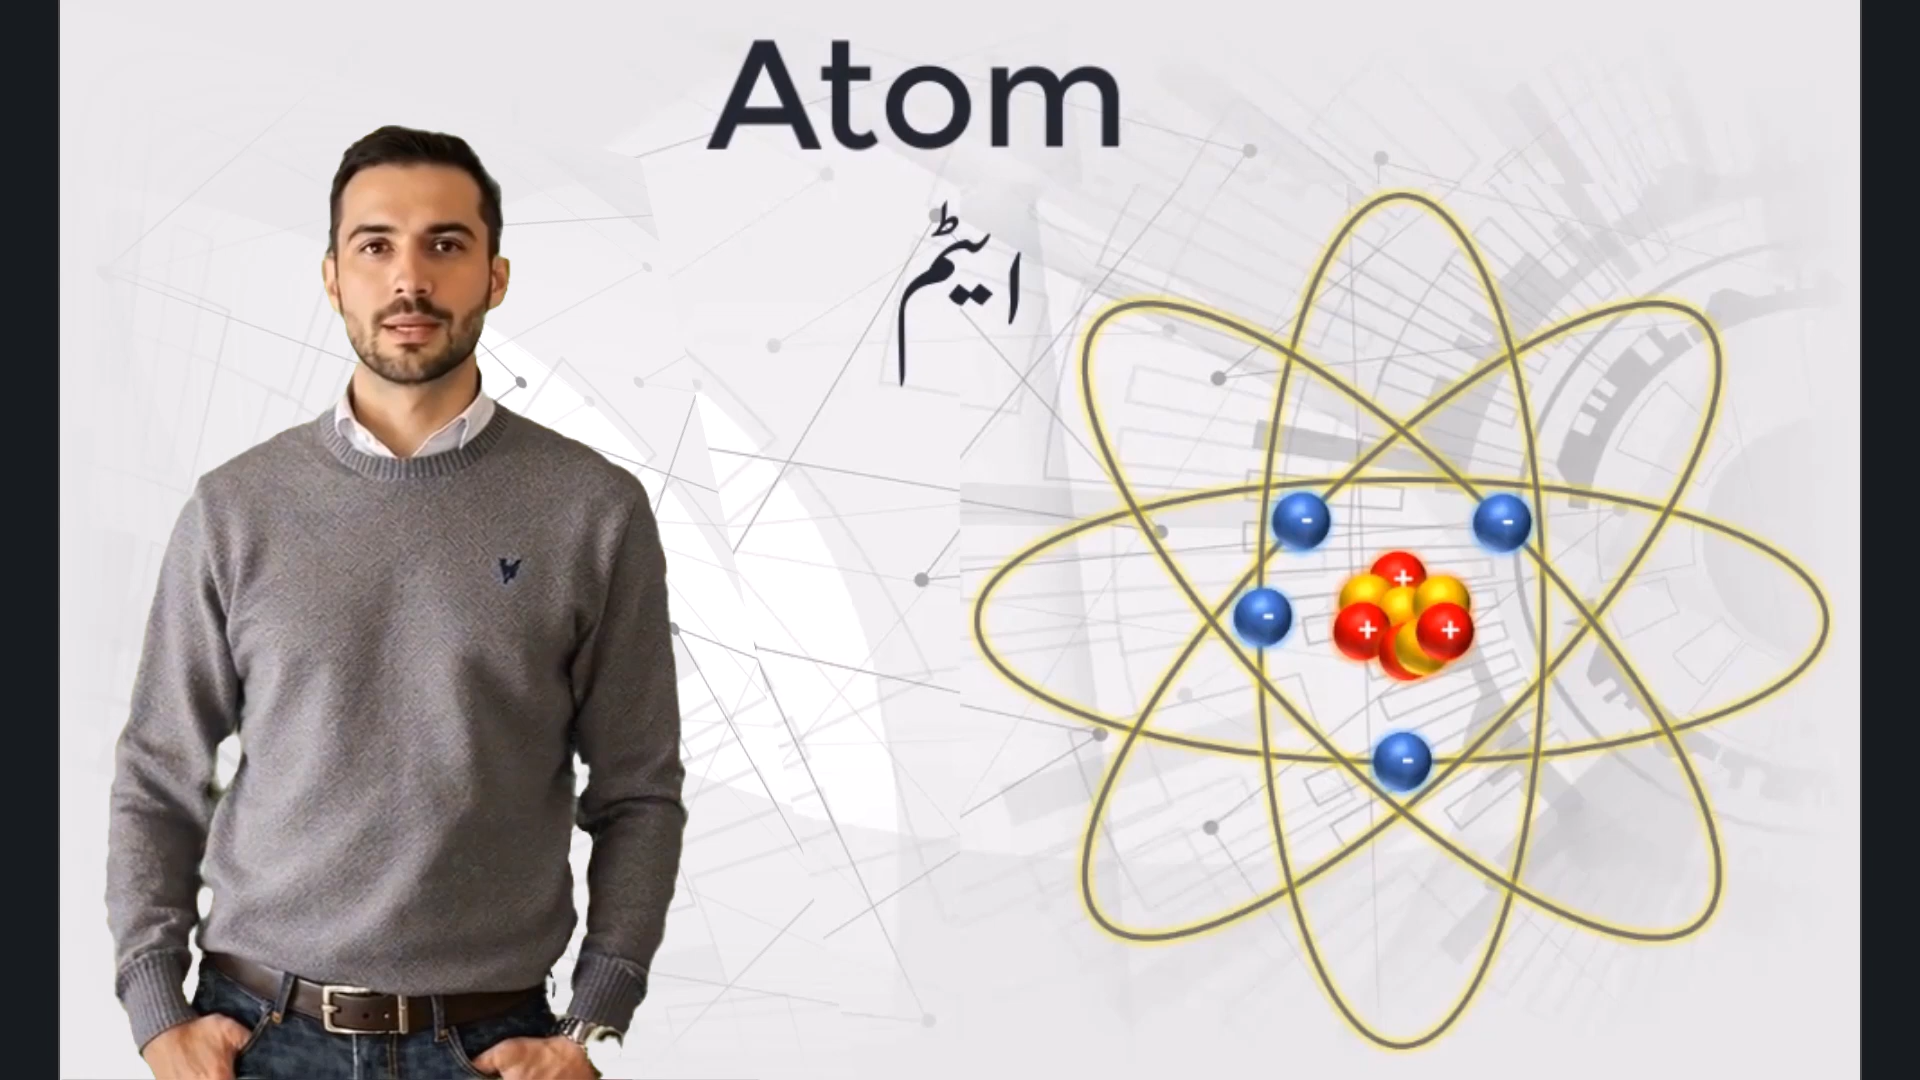 Atom
ایٹم
- -
+
- + +
-